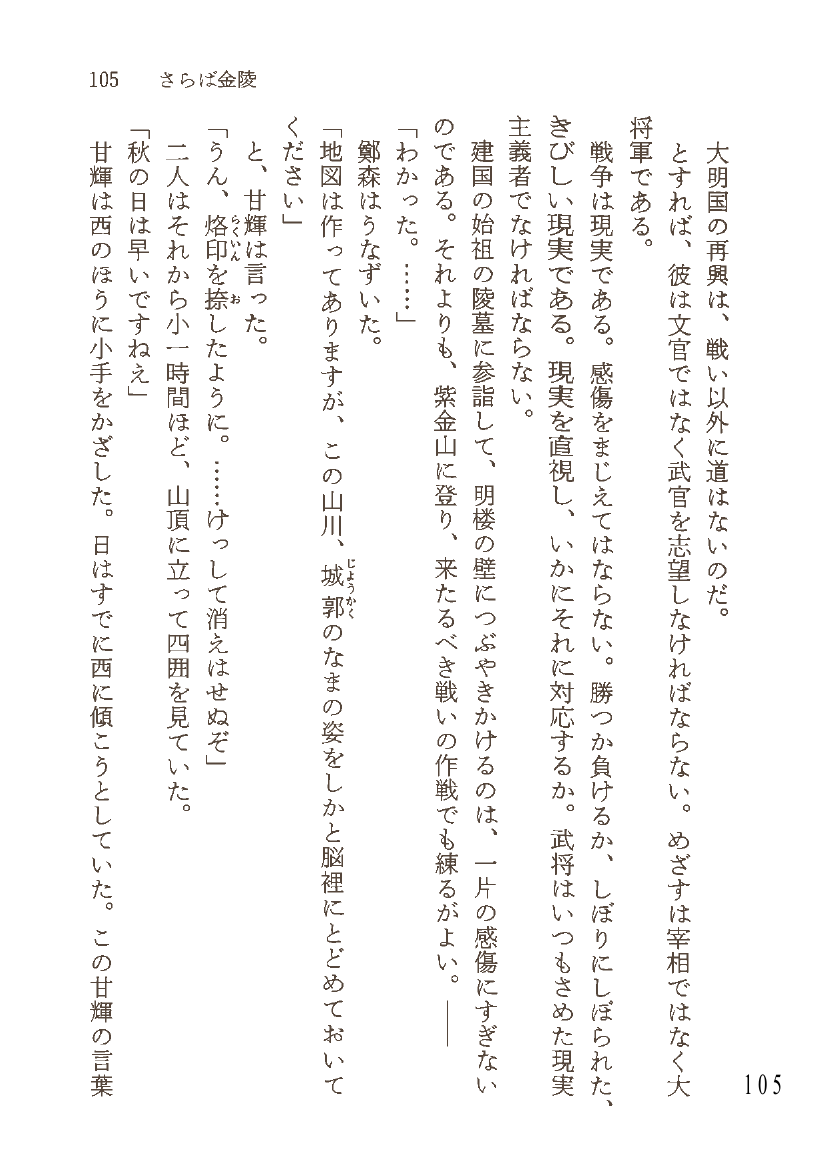 105　さらば金陵
　大明国の再興は、戦い以外に道はないのだ。
　とすれば、彼は文官ではなく武官を志望しなければならない。めざすは宰相ではなく大
将軍である。
　戦争は現実である。感傷をまじえてはならない。勝つか負けるか、しぼりにしぼられた、
きびしい現実である。現実を直視し、いかにそれに対応するか。武将はいつもさめた現実
主義者でなければならない。
　建国の始祖の陵墓に参詣して、明楼の壁につぶやきかけるのは、一片の感傷にすぎない
のである。それよりも、紫金山に登り、来たるべき戦いの作戦でも練るがよい。――
「わかった。……」
　鄭森はうなずいた。
「地図は作ってありますが、この山川、城郭のなまの姿をしかと脳裡にとどめておいて
じようかく
ください」
　と、甘輝は言った。
「うん、烙印を捺したように。……けっして消えはせぬぞ」
らくいん　お
　二人はそれから小一時間ほど、山頂に立って四囲を見ていた。
「秋の日は早いですねえ」
　甘輝は西のほうに小手をかざした。日はすでに西に傾こうとしていた。この甘輝の言葉
105